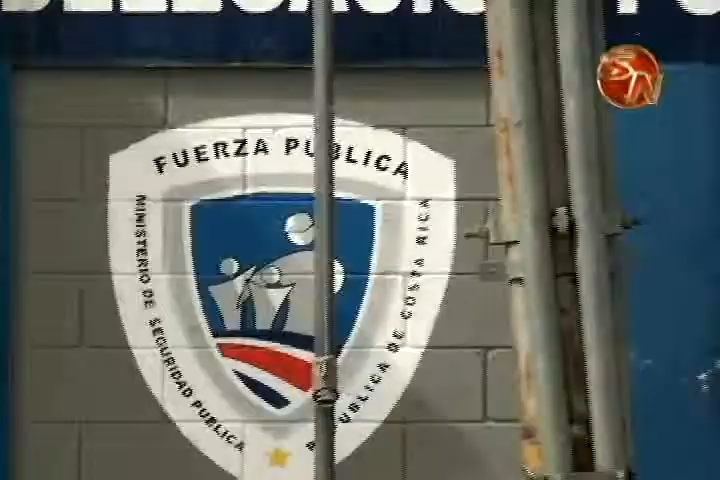 FUERZA PUBLICA
MINISTERIO DE SEGURIDAD PUBLICA
REPUBLICA DE COSTA RICA